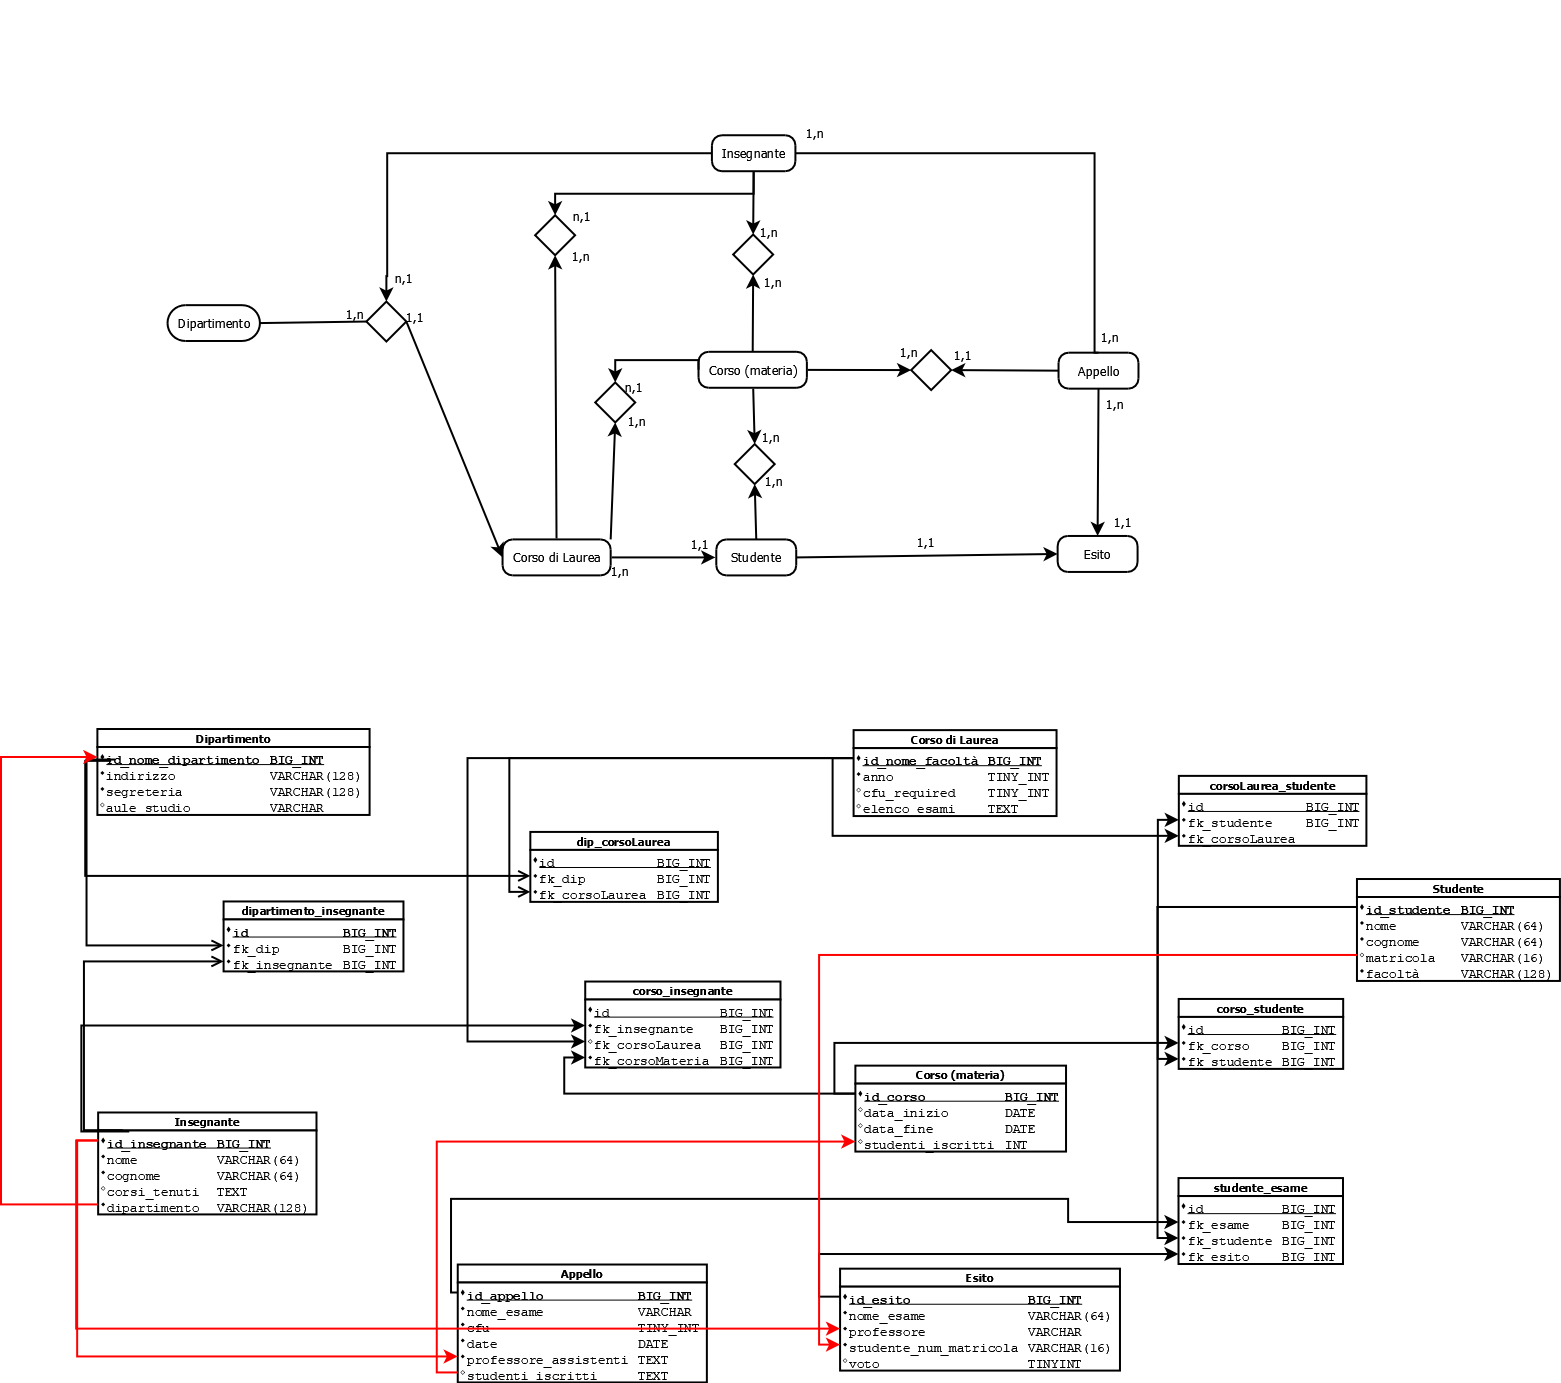 1,n
Insegnante
n,1
1,n
1,n
n,1
1,n
1,n
1,1
Dipartimento
1,n
1,n
1,n
1,1
Corso (materia)
Appello
n,1
1,n
1,n
1,n
1,n
1,1
1,1
1,1
Corso di Laurea
Studente
Esito
1,n
Dipartimento
id_nome_dipartimento BIG_INT
indirizzo VARCHAR(128)
segreteria VARCHAR(128)
aule_studio VARCHAR
Corso di Laurea
id_nome_facoltà BIG_INT
anno TINY_INT
cfu_required TINY_INT
elenco_esami TEXT
corsoLaurea_studente
id BIG_INT
fk_studente BIG_INT
fk_corsoLaurea
dip_corsoLaurea
id BIG_INT
fk_dip BIG_INT
fk_corsoLaurea BIG_INT
Studente
id_studente BIG_INT
nome VARCHAR(64)
cognome VARCHAR(64)
matricola VARCHAR(16)
facoltà VARCHAR(128)
dipartimento_insegnante
id BIG_INT
fk_dip BIG_INT
fk_insegnante BIG_INT
corso_insegnante
id BIG_INT
fk_insegnante BIG_INT
fk_corsoLaurea BIG_INT
fk_corsoMateria BIG_INT
corso_studente
id BIG_INT
fk_corso BIG_INT
fk_studente BIG_INT
Corso (materia)
id_corso BIG_INT
data_inizio DATE
data_fine DATE
studenti_iscritti INT
Insegnante
id_insegnante BIG_INT
nome VARCHAR(64)
cognome VARCHAR(64)
corsi_tenuti TEXT
dipartimento VARCHAR(128)
studente_esame
id BIG_INT
fk_esame BIG_INT
fk_studente BIG_INT
fk_esito BIG_INT
Appello
id_appello BIG_INT
nome_esame VARCHAR
cfu TINY_INT
date DATE
professore_assistenti TEXT
studenti_iscritti TEXT
Esito
id_esito BIG_INT
nome_esame VARCHAR(64)
professore VARCHAR
studente_num_matricola VARCHAR(16)
voto TINYINT